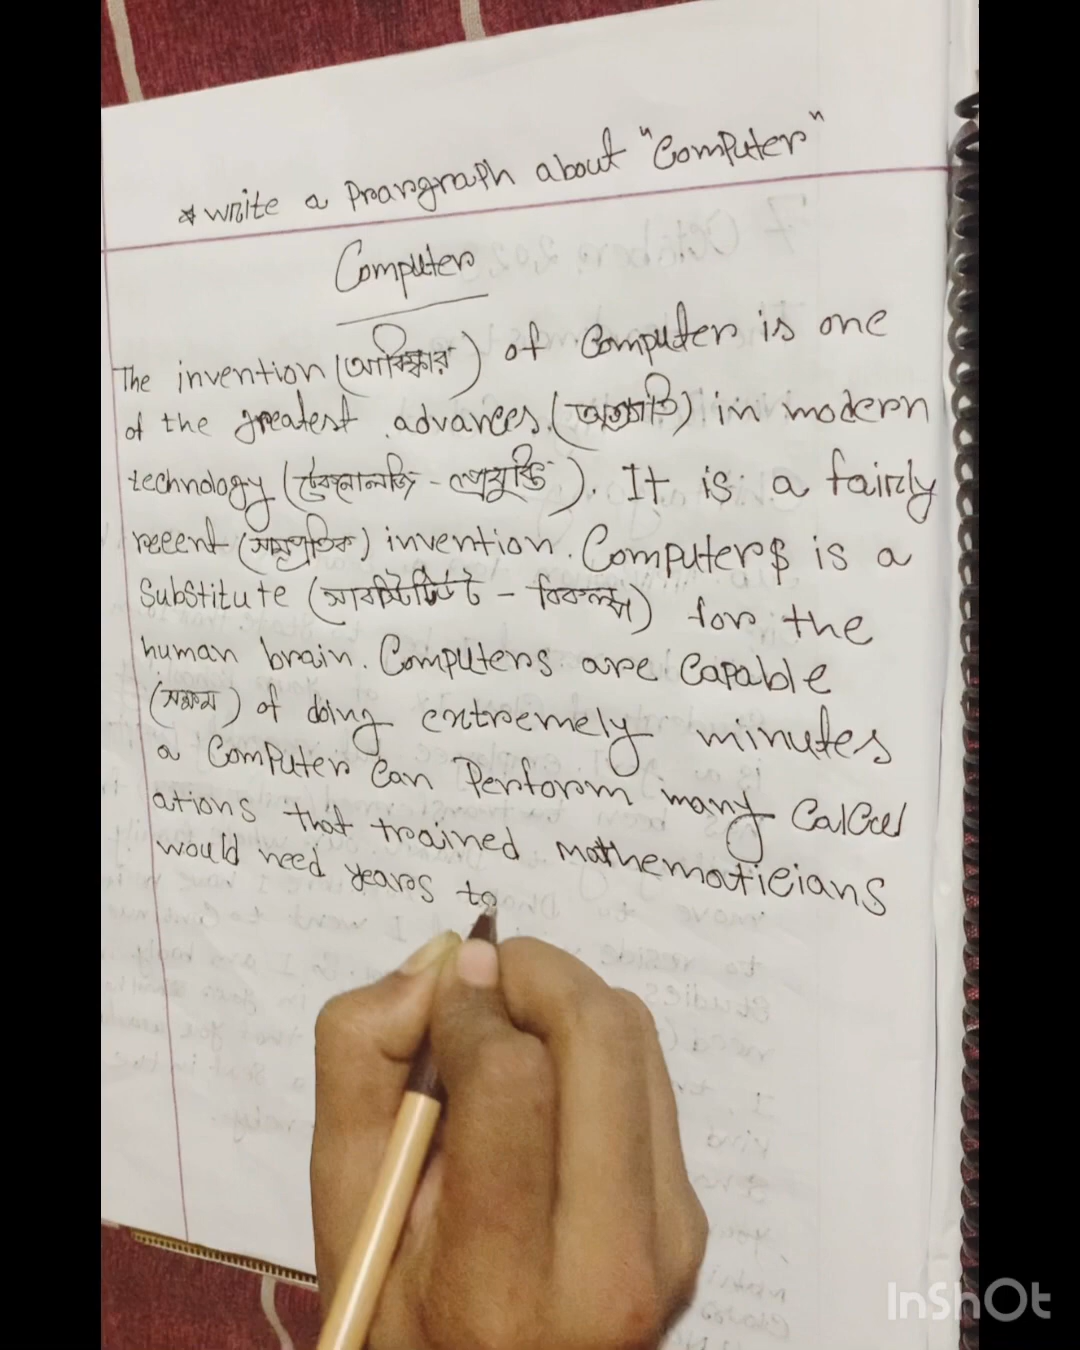 * write a Prangraph about "Computer"
Computer
The invention (আবিষ্কার) of Computer is one
of the greatest advances (অগ্রগতি) in modern
technology (টেকনোলজি - প্রযুক্তি). It is a fairly
recent (সম্প্রতিক) invention. Computers is a
Substitute (সাবস্টিটিউট - বিকল্প) for the
human brain. Computers are Capable
(সক্ষম) of doing extremely minutes
a Computer Can Perform many Calcul
ations that trained mathematicians
would need years to
InShOt